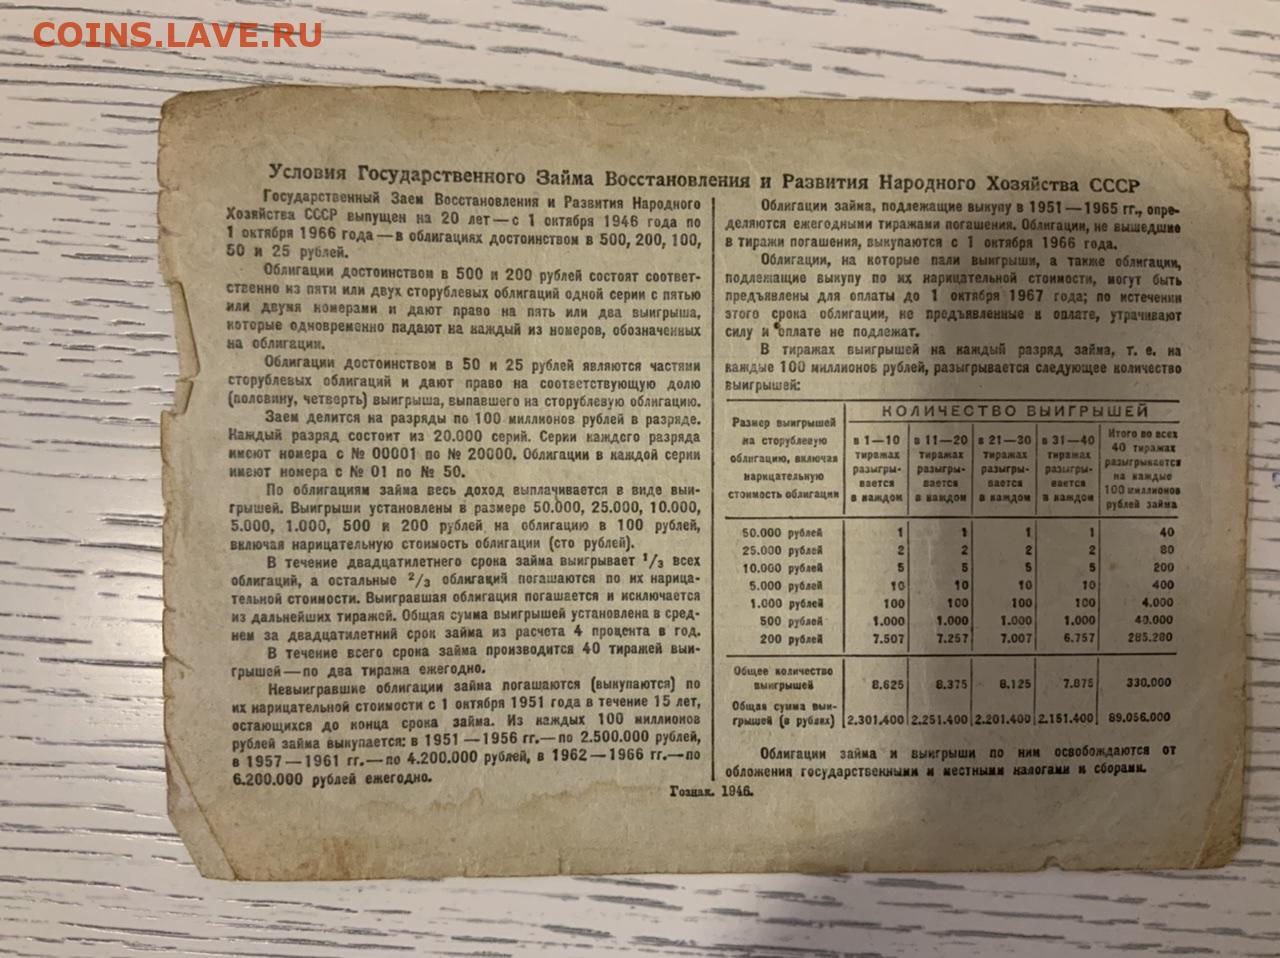 COINS.LAVE.RU
Условия Государственного Займа Восстановления и Развития Народного Хозяйства СССР
Государственный Заем Восстановления и Развития Народного
Хозяйства СССР выпущен на 20 лет—с 1 октября 1946 года по
1 октября 1966 года—в облигациях достоинством в 500, 200, 100,
50 и 25 рублей.
Облигации достоинством в 500 и 200 рублей состоят соответ-
ственно из пяти или двух сторублевых облигаций одной серии с пятью
или двумя номерами и дают право на пять или два выигрыша,
которые одновременно падают на каждый из номеров, обозначенных
на облигации.
Облигации достоинством в 50 и 25 рублей являются частями
сторублевых облигаций и дают право на соответствующую долю
(половину, четверть) выигрыша, выпавшего на сторублевую облигацию.
Заем делится на разряды по 100 миллионов рублей в разряде.
Каждый разряд состоит из 20.000 серий. Серии каждого разряда
имеют номера с № 00001 по № 20000. Облигации в каждой серии
имеют номера с № 01 по № 50.
По облигациям займа весь доход выплачивается в виде выи-
грышей. Выигрыши установлены в размере 50.000, 25.000, 10.000,
5.000, 1.000, 500 и 200 рублей на облигацию в 100 рублей,
включая нарицательную стоимость облигации (сто рублей).
В течение двадцатилетнего срока займа выигрывает 1/3 всех
облигаций, а остальные 2/3 облигаций погашаются по их нарица-
тельной стоимости. Выигравшая облигация погашается и исключается
из дальнейших тиражей. Общая сумма выигрышей установлена в сред-
нем за двадцатилетний срок займа из расчета 4 процента в год.
В течение всего срока займа производится 40 тиражей выи-
грышей—по два тиража ежегодно.
Невыигравшие облигации займа погашаются (выкупаются) по
их нарицательной стоимости с 1 октября 1951 года в течение 15 лет,
остающихся до конца срока займа. Из каждых 100 миллионов
рублей займа выкупается: в 1951—1956 гг.—по 2.500.000 рублей,
в 1957—1961 гг.—по 4.200.000 рублей, в 1962—1966 гг.—по
6.200.000 рублей ежегодно.
Облигации займа, подлежащие выкупу в 1951—1965 гг., опре-
деляются ежегодными тиражами погашения. Облигации, не вышедшие
в тиражи погашения, выкупаются с 1 октября 1966 года.
Облигации, на которые пали выигрыши, а также облигации,
подлежащие выкупу по их нарицательной стоимости, могут быть
предъявлены для оплаты до 1 октября 1967 года; по истечении
этого срока облигации, не предъявленные к оплате, утрачивают
силу и оплате не подлежат.
В тиражах выигрышей на каждый разряд займа, т. е. на
каждые 100 миллионов рублей, разыгрывается следующее количество
выигрышей:
Размер выигрышей
на сторублевую
облигацию, включая
нарицательную
стоимость облигации
КОЛИЧЕСТВО ВЫИГРЫШЕЙ
в 1—10
тиражах
разыгры-
вается
в каждом
в 11—20
тиражах
разыгры-
вается
в каждом
в 21—30
тиражах
разыгры-
вается
в каждом
в 31—40
тиражах
разыгры-
вается
в каждом
Итого во всех
40 тиражах
разыгрывается
на каждые
100 миллионов
рублей займа
50.000 рублей 1 1 1 1 40
25.000 рублей 2 2 2 2 80
10.000 рублей 5 5 5 5 200
5.000 рублей 10 10 10 10 400
1.000 рублей 100 100 100 100 4.000
500 рублей 1.000 1.000 1.000 1.000 40.000
200 рублей 7.507 7.257 7.007 6.757 285.280
Общее количество
выигрышей 8.625 8.375 8.125 7.875 330.000
Общая сумма выи-
грышей (в рублях) 2.301.400 2.251.400 2.201.400 2.151.400 89.056.000
Облигации займа и выигрыши по ним освобождаются от
обложения государственными и местными налогами и сборами.
Гознак. 1946.